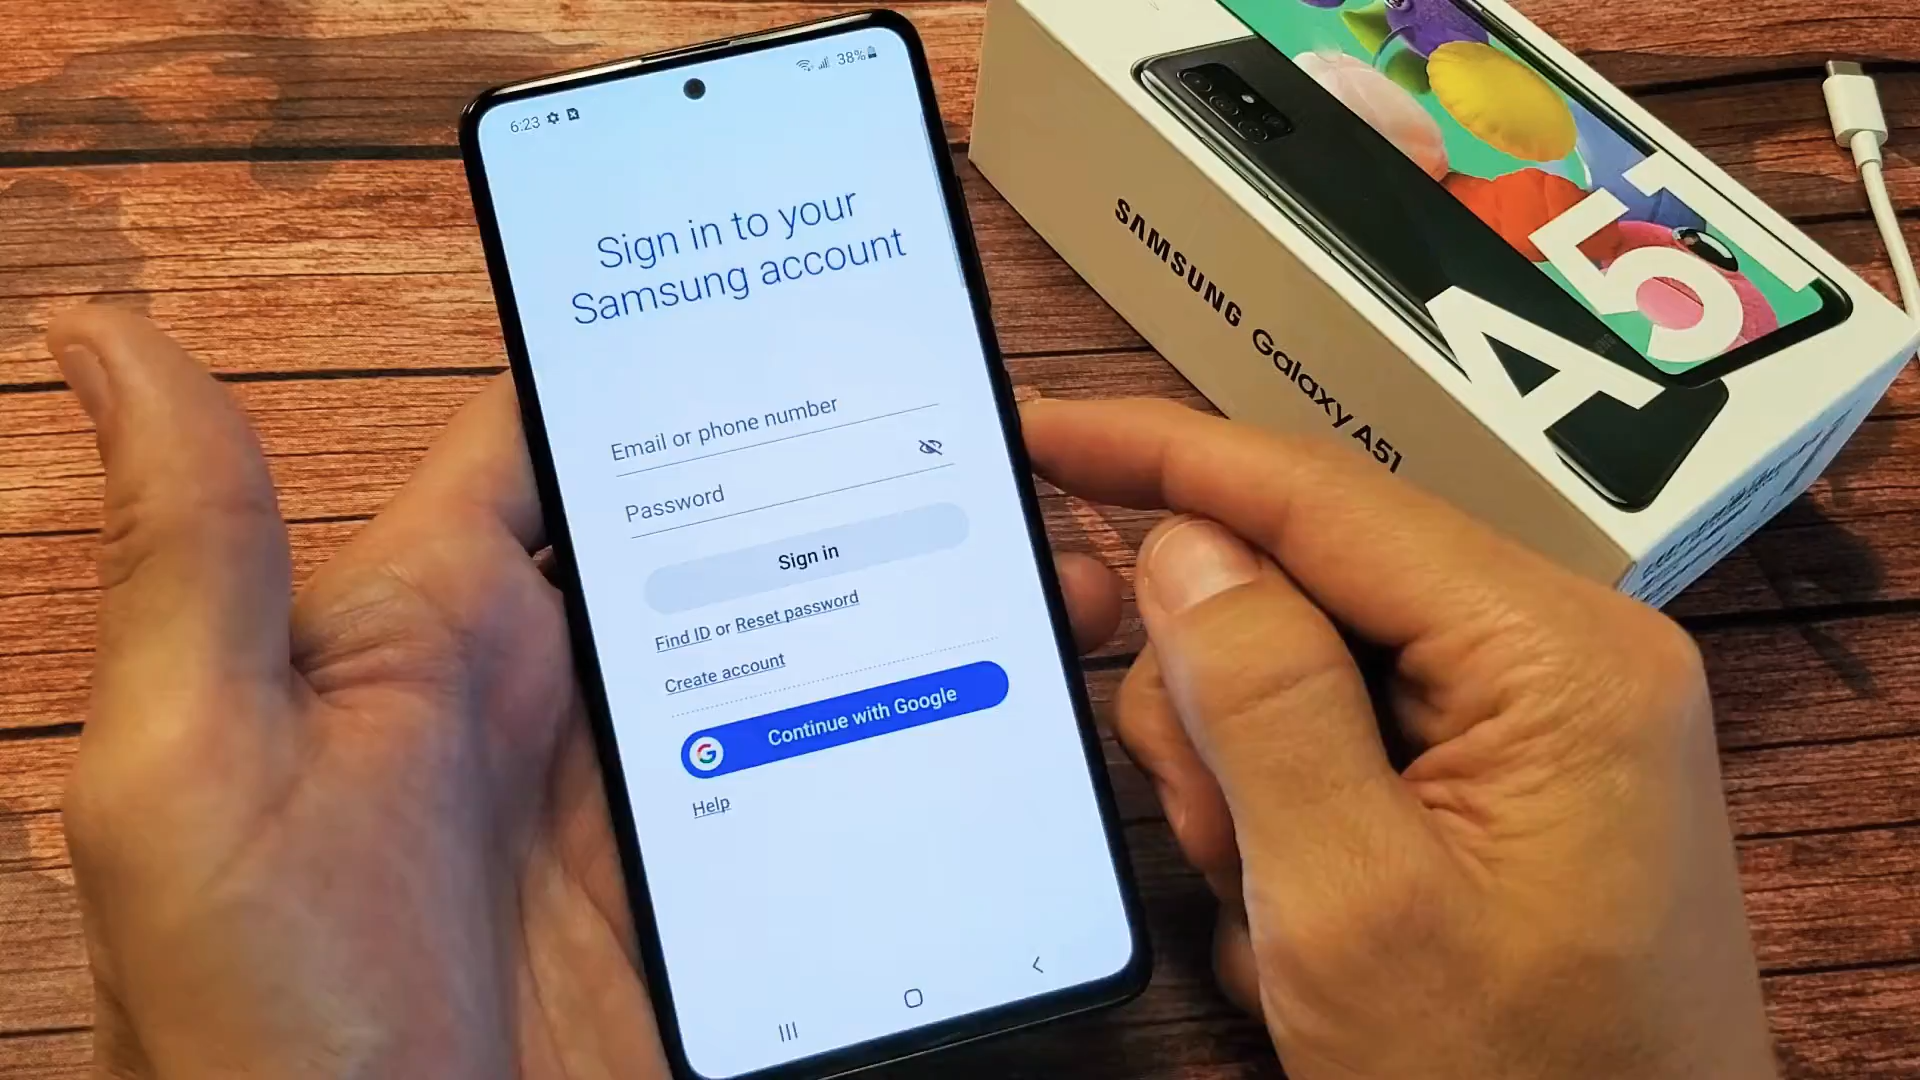 6:23
38%
Sign in to your
Samsung account
Email or phone number
Password
Sign in
Find ID or Reset password
Create account
Continue with Google
Help
SAMSUNG Galaxy A51
A51